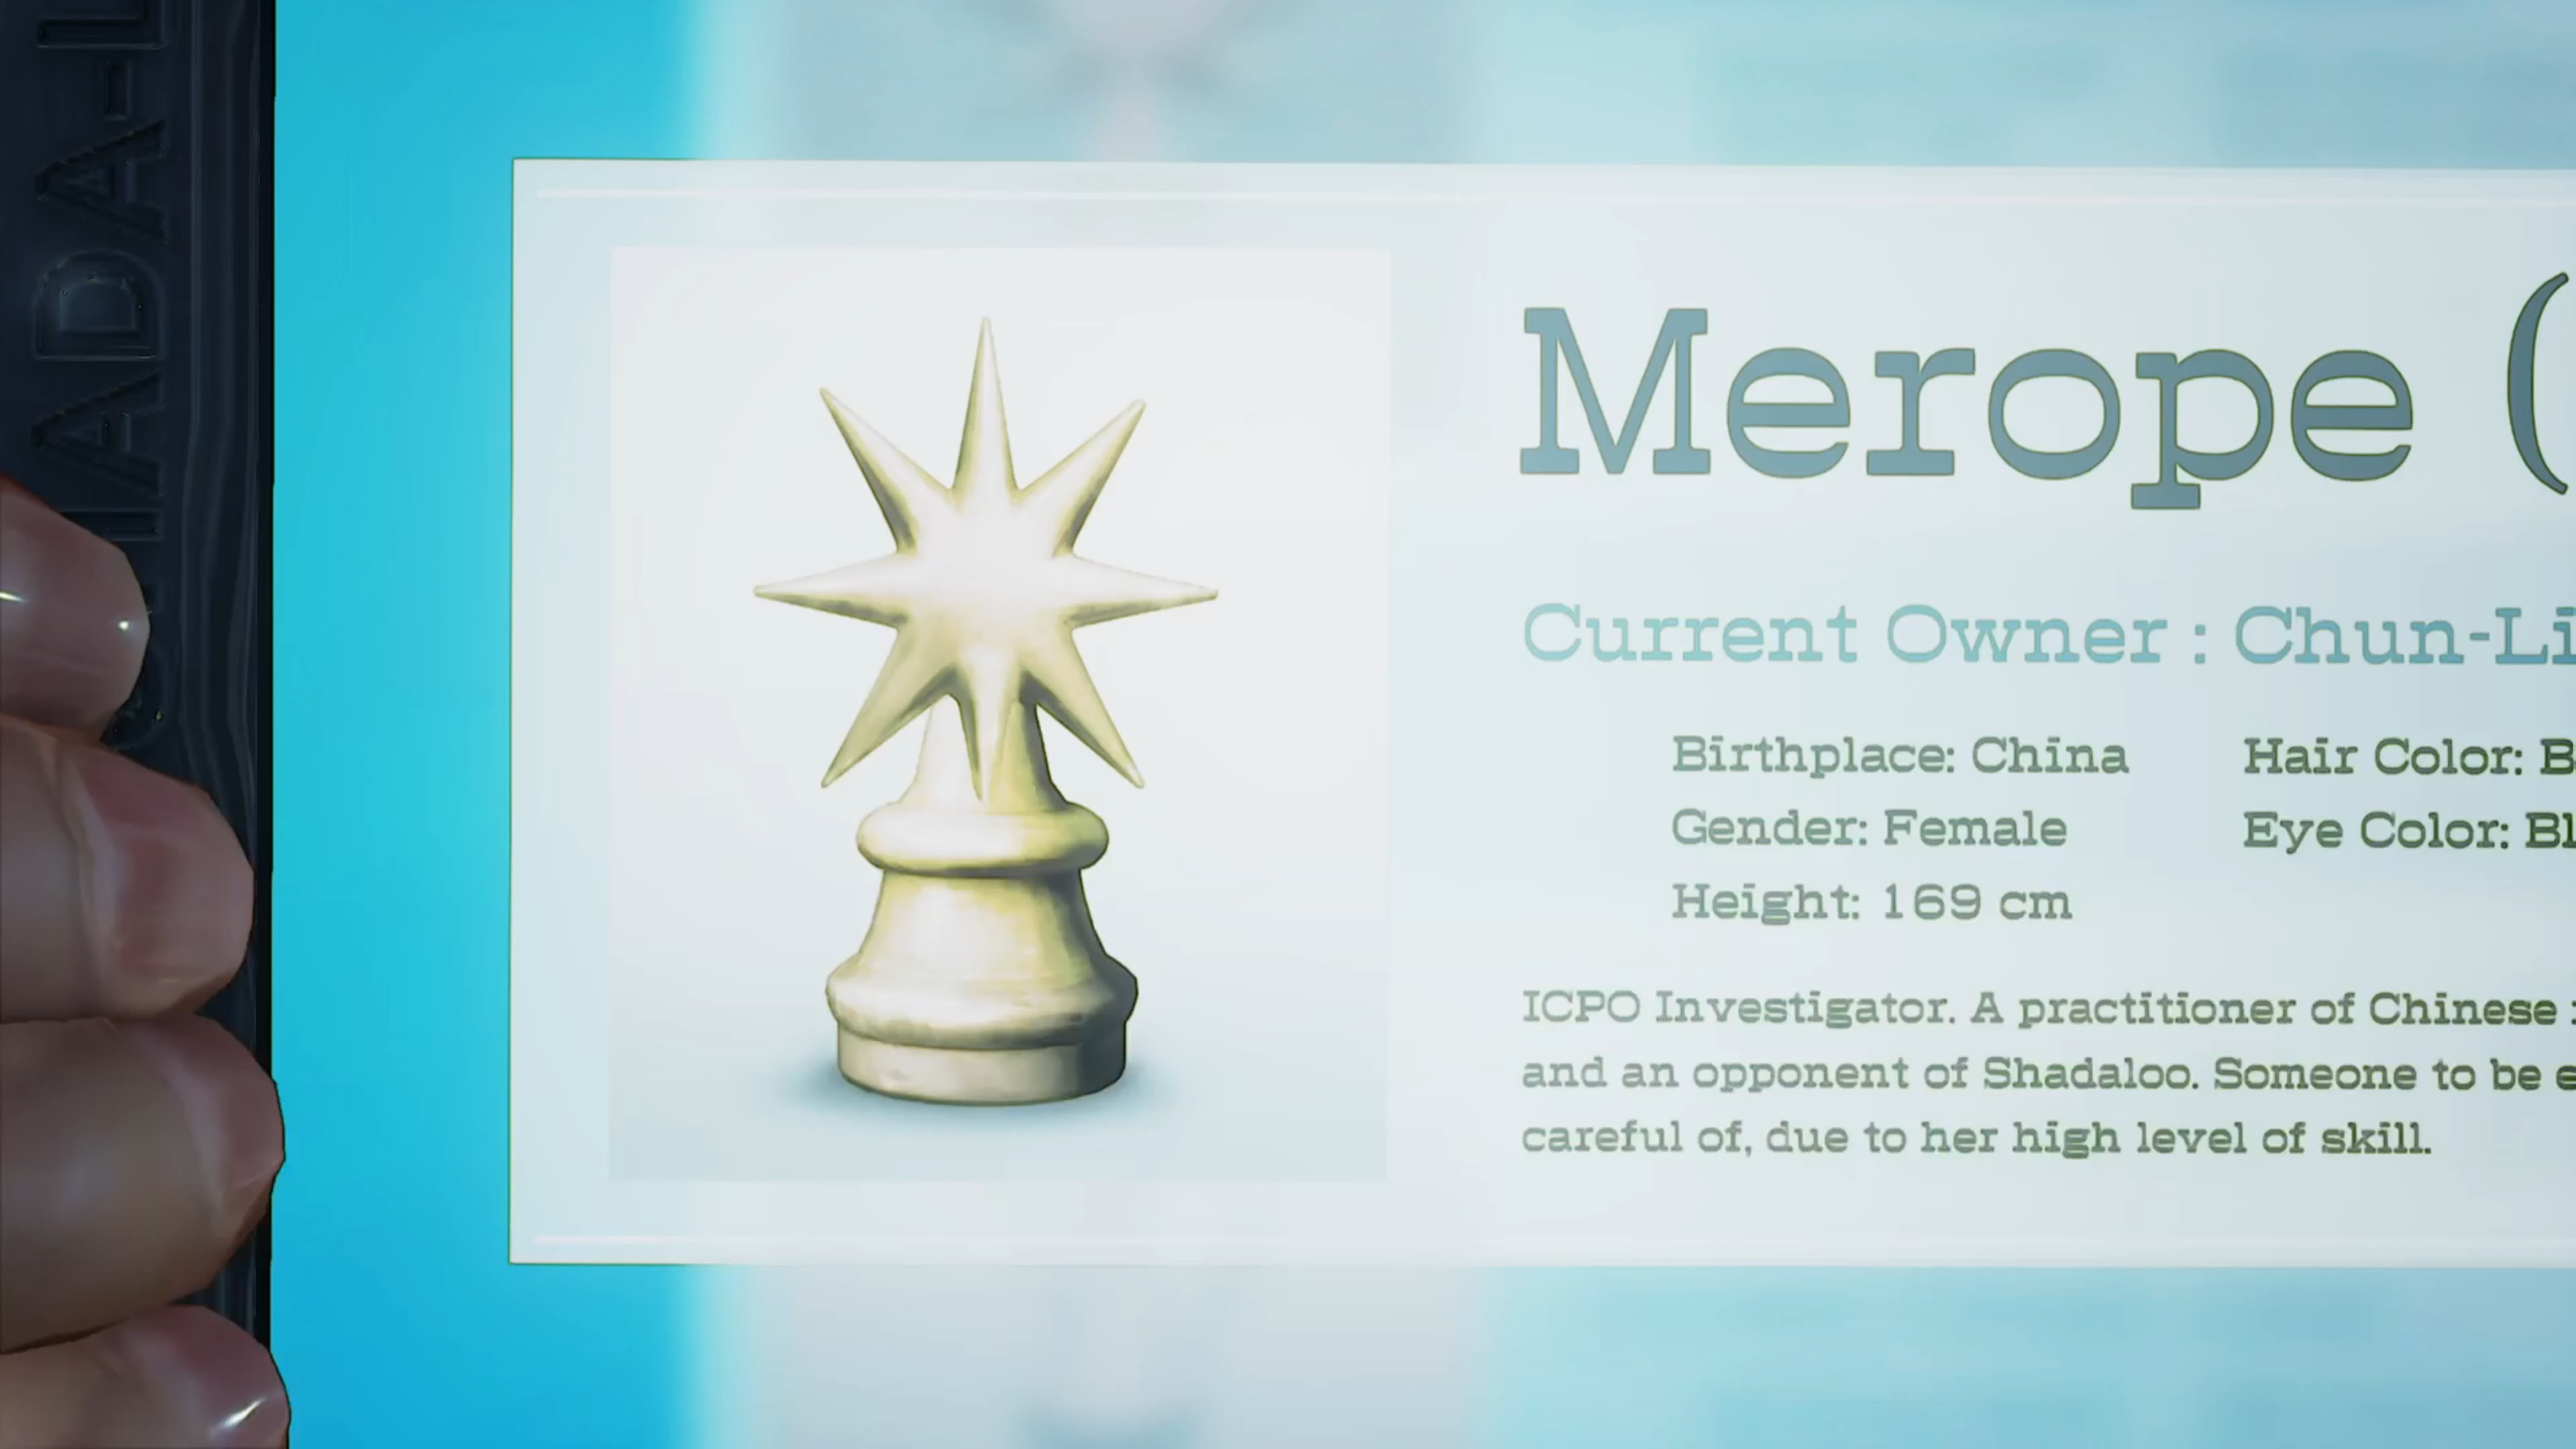 Merope (
Current Owner : Chun-Li
Birthplace: China
Hair Color: B
Gender: Female
Eye Color: Bl
Height: 169 cm
ICPO Investigator. A practitioner of Chinese
and an opponent of Shadaloo. Someone to be
careful of, due to her high level of skill.